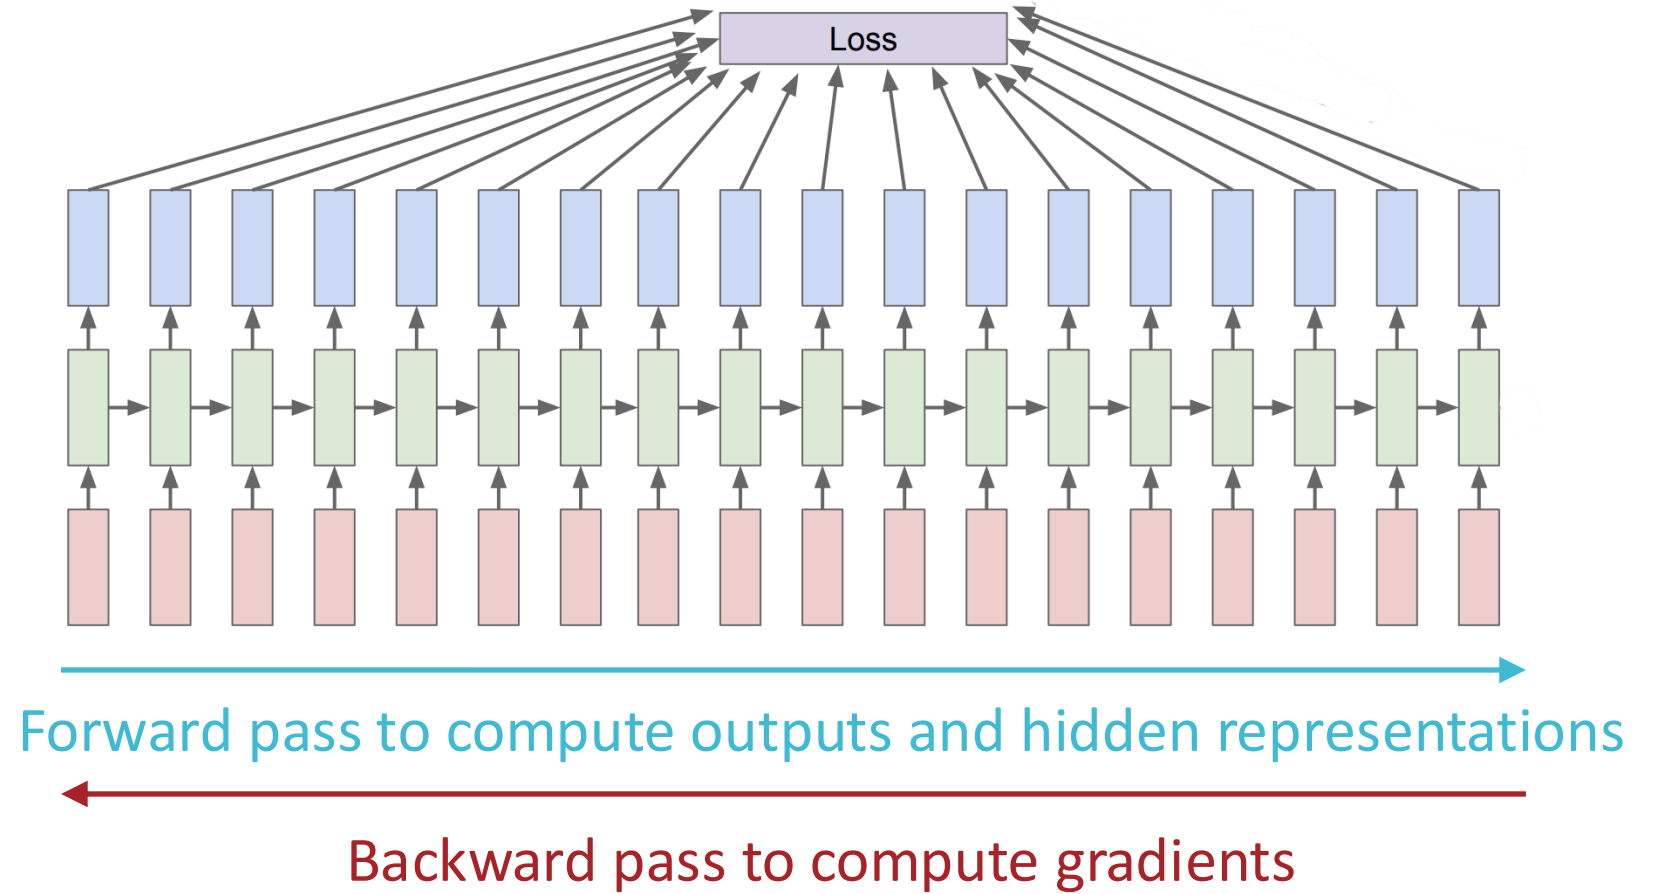 Loss
Forward pass to compute outputs and hidden representations
Backward pass to compute gradients